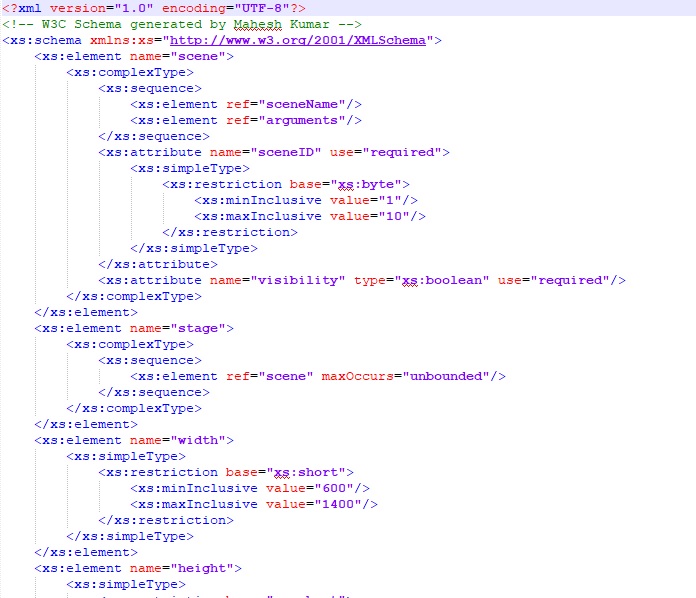 <?xml version="1.0" encoding="UTF-8"?>
<!-- W3C Schema generated by Mahesh Kumar -->
<xs:schema xmlns:xs="http://www.w3.org/2001/XMLSchema">
    <xs:element name="scene">
        <xs:complexType>
            <xs:sequence>
                <xs:element ref="sceneName"/>
                <xs:element ref="arguments"/>
            </xs:sequence>
            <xs:attribute name="sceneID" use="required">
                <xs:simpleType>
                    <xs:restriction base="xs:byte">
                        <xs:minInclusive value="1"/>
                        <xs:maxInclusive value="10"/>
                    </xs:restriction>
                </xs:simpleType>
            </xs:attribute>
            <xs:attribute name="visibility" type="xs:boolean" use="required"/>
        </xs:complexType>
    </xs:element>
    <xs:element name="stage">
        <xs:complexType>
            <xs:sequence>
                <xs:element ref="scene" maxOccurs="unbounded"/>
            </xs:sequence>
        </xs:complexType>
    </xs:element>
    <xs:element name="width">
        <xs:simpleType>
            <xs:restriction base="xs:short">
                <xs:minInclusive value="600"/>
                <xs:maxInclusive value="1400"/>
            </xs:restriction>
        </xs:simpleType>
    </xs:element>
    <xs:element name="height">
        <xs:simpleType>